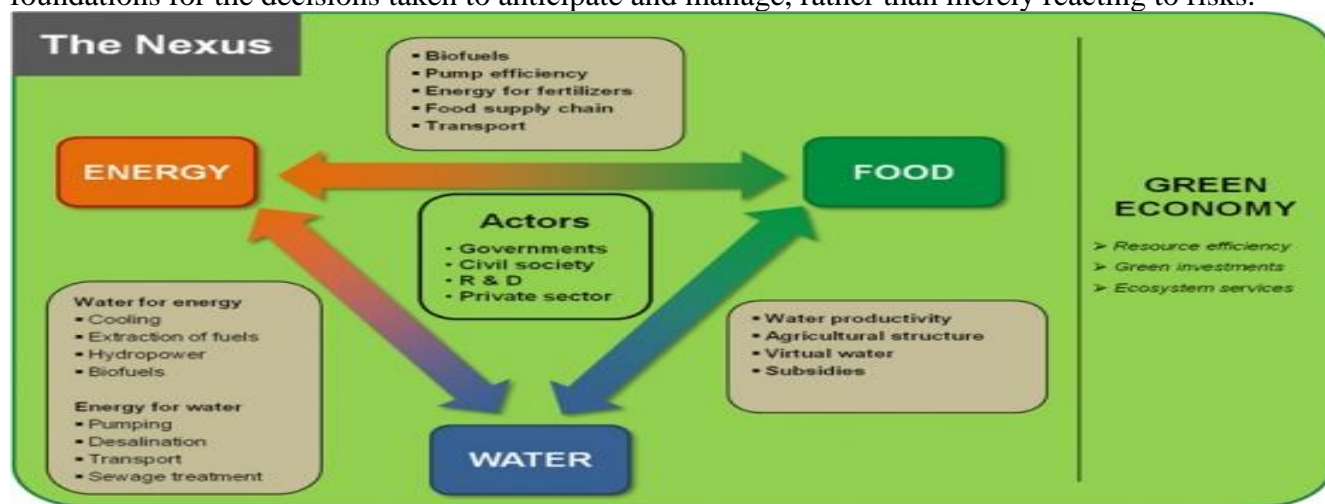 foundations for the decisions taken to anticipate and manage, rather than merely reacting to risks.
The Nexus
▪ Biofuels
▪ Pump efficiency
▪ Energy for fertilizers
▪ Food supply chain
▪ Transport
ENERGY
FOOD
Actors
• Governments
• Civil society
• R & D
• Private sector
Water for energy
▪ Cooling
▪ Extraction of fuels
▪ Hydropower
▪ Biofuels
Energy for water
▪ Pumping
▪ Desalination
▪ Transport
▪ Sewage treatment
▪ Water productivity
▪ Agricultural structure
▪ Virtual water
▪ Subsidies
WATER
GREEN
ECONOMY
➢ Resource efficiency
➢ Green investments
➢ Ecosystem services